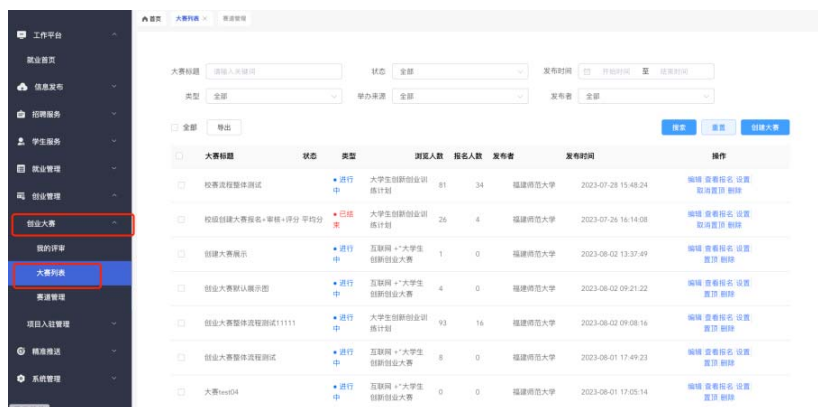 首页 大赛列表 × 赛道管理
工作平台
就业首页
信息发布
招聘服务
学生服务
就业管理
创业管理
创业大赛
我的评审
大赛列表
赛道管理
项目入驻管理
精准推送
系统管理
大赛标题 请输入关键词 状态 全部 发布时间 开始时间 至 结束时间
类型 全部 举办来源 全部 发布者 全部
全部 导出 搜索 重置 创建大赛
大赛标题 状态 类型 浏览人数 报名人数 发布者 发布时间 操作
校赛流程整体测试 进行中 大学生创新创业训练计划 81 34 福建师范大学 2023-07-28 15:48:24 编辑 查看报名 设置 取消置顶 删除
校级创建大赛报名+审核+评分 平均分 已结束 大学生创新创业训练计划 26 4 福建师范大学 2023-07-26 16:14:08 编辑 查看报名 设置 取消置顶 删除
创建大赛展示 进行中 互联网 +"大学生创新创业大赛 1 0 福建师范大学 2023-08-02 13:37:49 编辑 查看报名 设置 置顶 删除
创业大赛默认展示图 进行中 互联网 +"大学生创新创业大赛 4 0 福建师范大学 2023-08-02 09:21:22 编辑 查看报名 设置 置顶 删除
创业大赛整体流程测试11111 进行中 大学生创新创业训练计划 93 16 福建师范大学 2023-08-02 09:08:16 编辑 查看报名 设置 置顶 删除
创业大赛整体流程测试 进行中 互联网 +"大学生创新创业大赛 8 0 福建师范大学 2023-08-01 17:49:23 编辑 查看报名 设置 置顶 删除
大赛test04 进行中 互联网 +"大学生创新创业大赛 0 0 福建师范大学 2023-08-01 17:05:14 编辑 查看报名 设置 置顶 删除